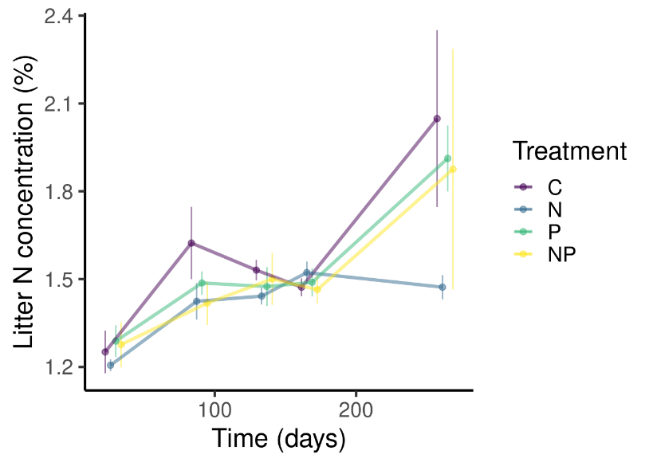 2.4
2.1
1.8
1.5
1.2
Litter N concentration (%)
100 200
Time (days)
Treatment
C
N
P
NP